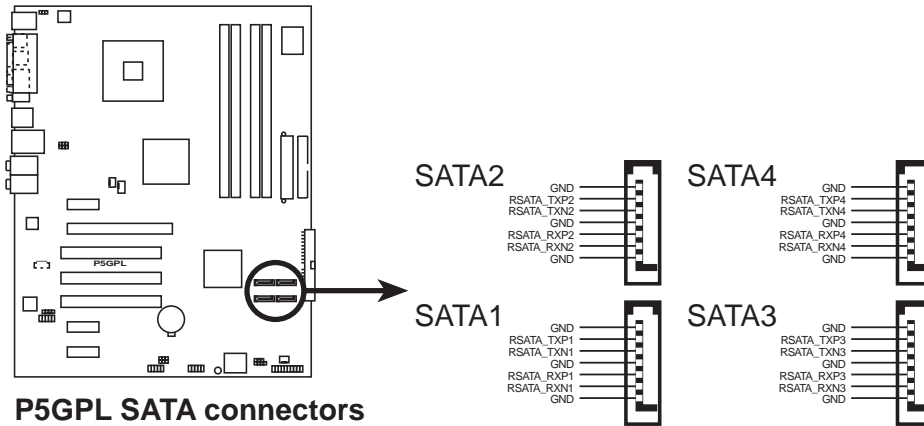 P5GPL
P5GPL SATA connectors
SATA2
GND
RSATA_TXP2
RSATA_TXN2
GND
RSATA_RXP2
RSATA_RXN2
GND
SATA4
GND
RSATA_TXP4
RSATA_TXN4
GND
RSATA_RXP4
RSATA_RXN4
GND
SATA1
GND
RSATA_TXP1
RSATA_TXN1
GND
RSATA_RXP1
RSATA_RXN1
GND
SATA3
GND
RSATA_TXP3
RSATA_TXN3
GND
RSATA_RXP3
RSATA_RXN3
GND